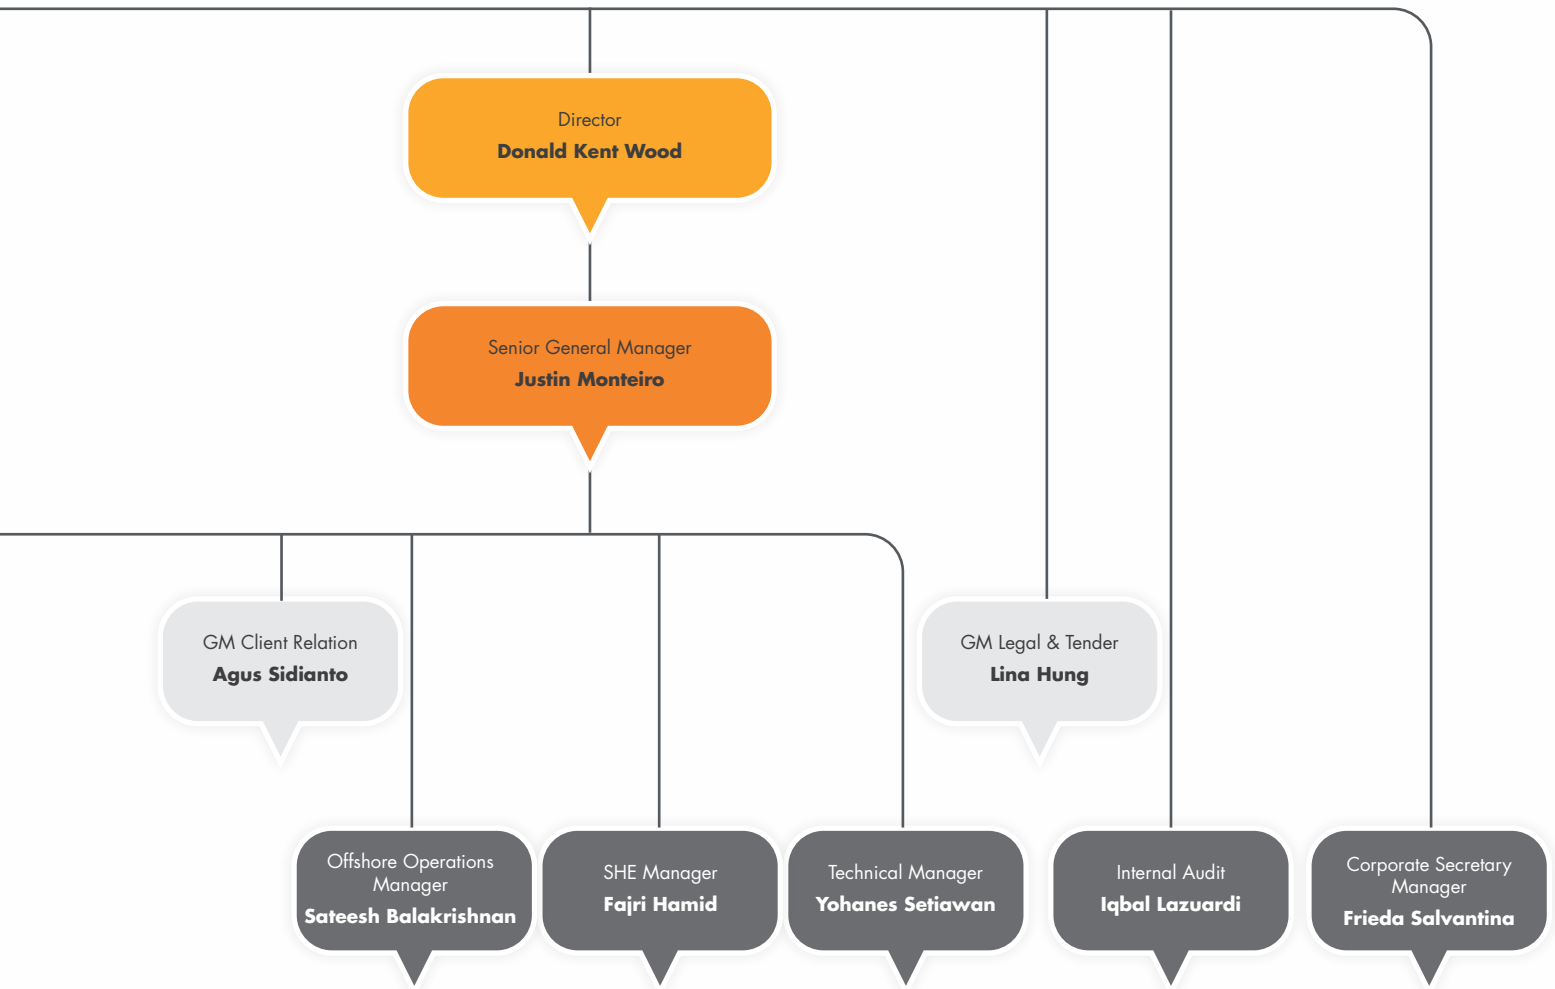 Director
Donald Kent Wood
Senior General Manager
Justin Monteiro
GM Client Relation
Agus Sidianto
GM Legal & Tender
Lina Hung
Offshore Operations
Manager
Sateesh Balakrishnan
SHE Manager
Fajri Hamid
Technical Manager
Yohanes Setiawan
Internal Audit
Iqbal Lazuardi
Corporate Secretary
Manager
Frieda Salvantina